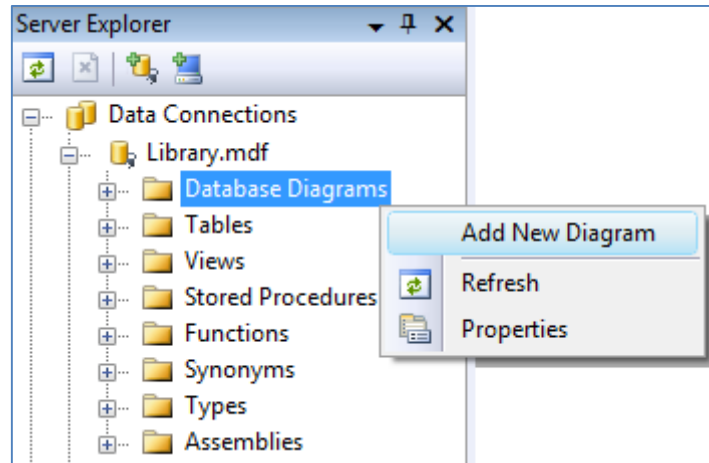 Server Explorer
Data Connections
Library.mdf
Database Diagrams
Tables
Add New Diagram
Views
Refresh
Stored Procedures
Properties
Functions
Synonyms
Types
Assemblies